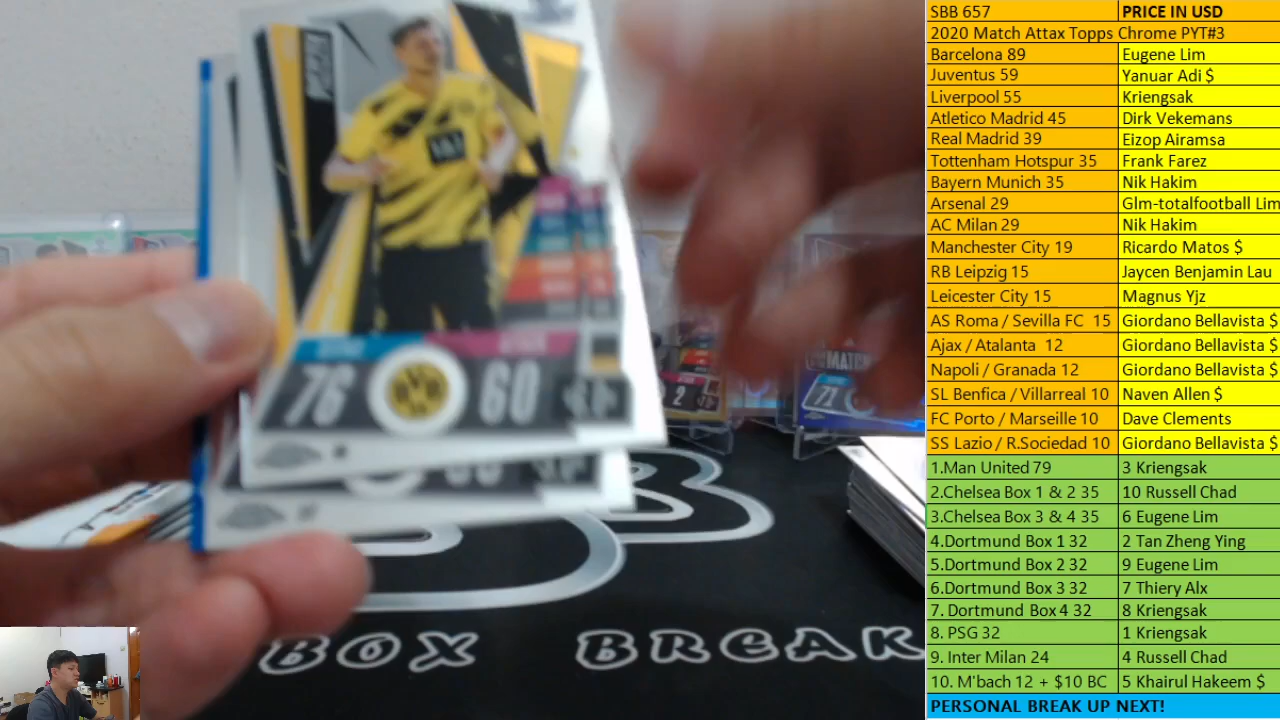 SBB 657 PRICE IN USD
2020 Match Attax Topps Chrome PYT#3
Barcelona 89 Eugene Lim
Juventus 59 Yanuar Adi $
Liverpool 55 Kriengsak
Atletico Madrid 45 Dirk Vekemans
Real Madrid 39 Eizop Airamsa
Tottenham Hotspur 35 Frank Farez
Bayern Munich 35 Nik Hakim
Arsenal 29 Glm-totalfootball Lim
AC Milan 29 Nik Hakim
Manchester City 19 Ricardo Matos $
RB Leipzig 15 Jaycen Benjamin Lau
Leicester City 15 Magnus Yjz
AS Roma / Sevilla FC 15 Giordano Bellavista $
Ajax / Atalanta 12 Giordano Bellavista $
Napoli / Granada 12 Giordano Bellavista $
SL Benfica / Villarreal 10 Naven Allen $
FC Porto / Marseille 10 Dave Clements
SS Lazio / R.Sociedad 10 Giordano Bellavista $
1.Man United 79 3 Kriengsak
2.Chelsea Box 1 & 2 35 10 Russell Chad
3.Chelsea Box 3 & 4 35 6 Eugene Lim
4.Dortmund Box 1 32 2 Tan Zheng Ying
5.Dortmund Box 2 32 9 Eugene Lim
6.Dortmund Box 3 32 7 Thiery Alx
7. Dortmund Box 4 32 8 Kriengsak
8. PSG 32 1 Kriengsak
9. Inter Milan 24 4 Russell Chad
10. M'bach 12 + $10 BC 5 Khairul Hakeem $
PERSONAL BREAK UP NEXT!
76 60
MATCH
71
2
BOX BREAK